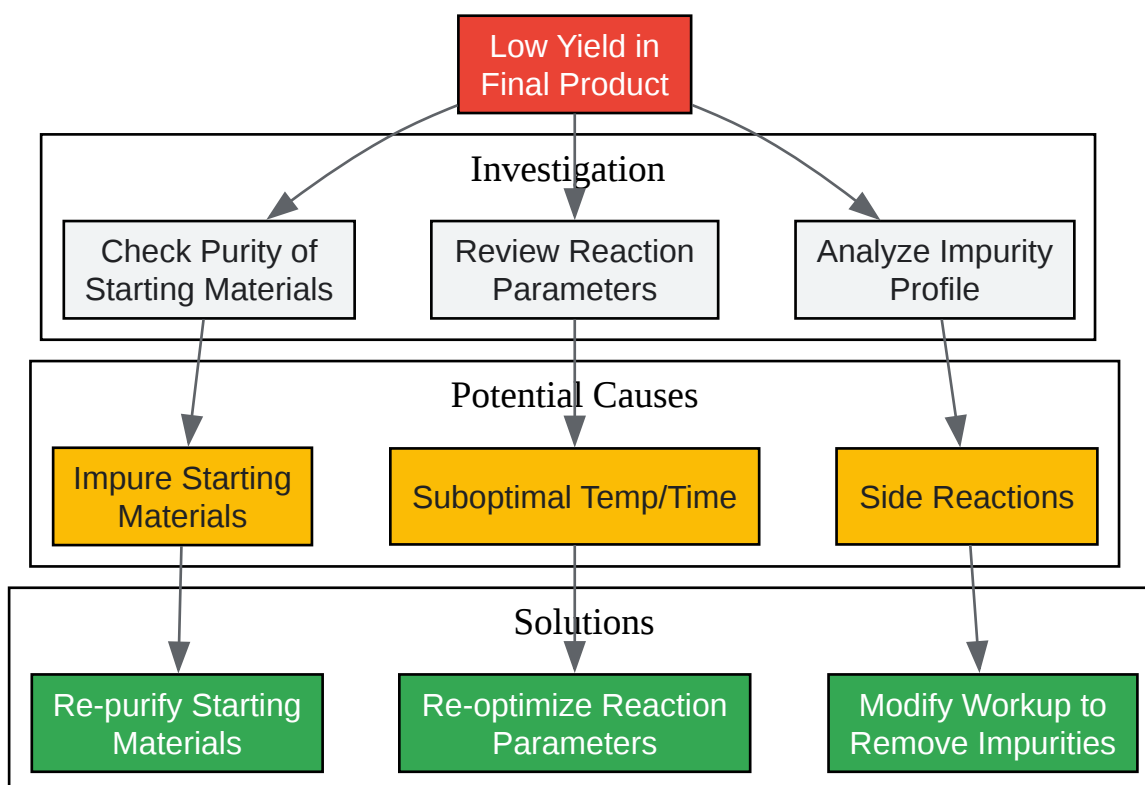 Low Yield in
Final Product
Investigation
Check Purity of
Starting Materials
Review Reaction
Parameters
Analyze Impurity
Profile
Potential Causes
Impure Starting
Materials
Suboptimal Temp/Time
Side Reactions
Solutions
Re-purify Starting
Materials
Re-optimize Reaction
Parameters
Modify Workup to
Remove Impurities